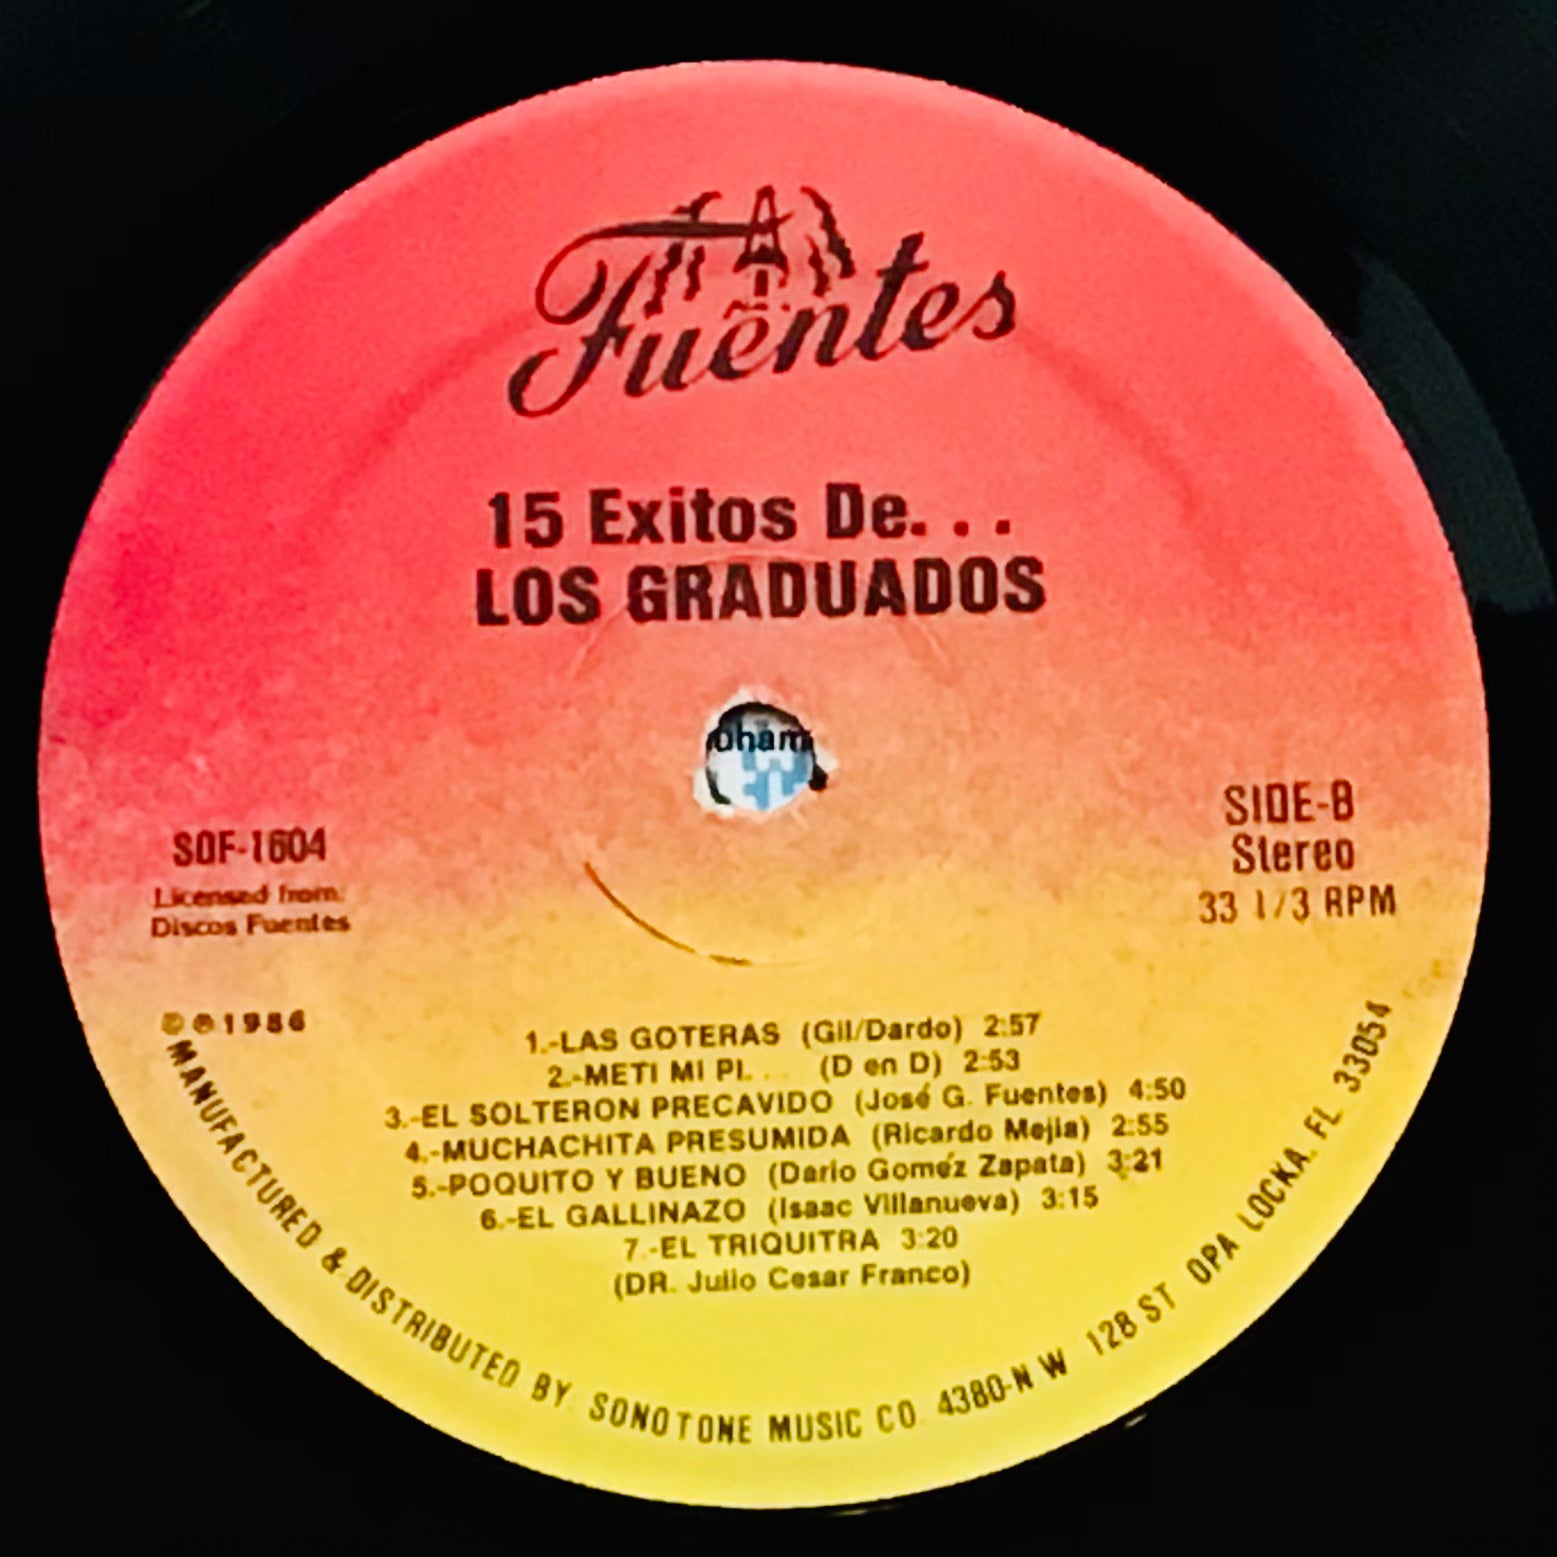 Fuentes
15 Exitos De. . .
LOS GRADUADOS
SOF-1604
Licensed from:
Discos Fuentes
SIDE-B
Stereo
33 1/3 RPM
© ℗ 1986
1.-LAS GOTERAS (Gil/Dardo) 2:57
2.-METI MI PI. . . (D en D) 2:53
3.-EL SOLTERON PRECAVIDO (José G. Fuentes) 4:50
4.-MUCHACHITA PRESUMIDA (Ricardo Mejia) 2:55
5.-POQUITO Y BUENO (Dario Goméz Zapata) 3:21
6.-EL GALLINAZO (Isaac Villanueva) 3:15
7.-EL TRIQUITRA 3:20
(DR. Julio Cesar Franco)
MANUFACTURED & DISTRIBUTED BY: SONOTONE MUSIC CO. 4380-N W 128 ST OPA LOCKA. FL 33054